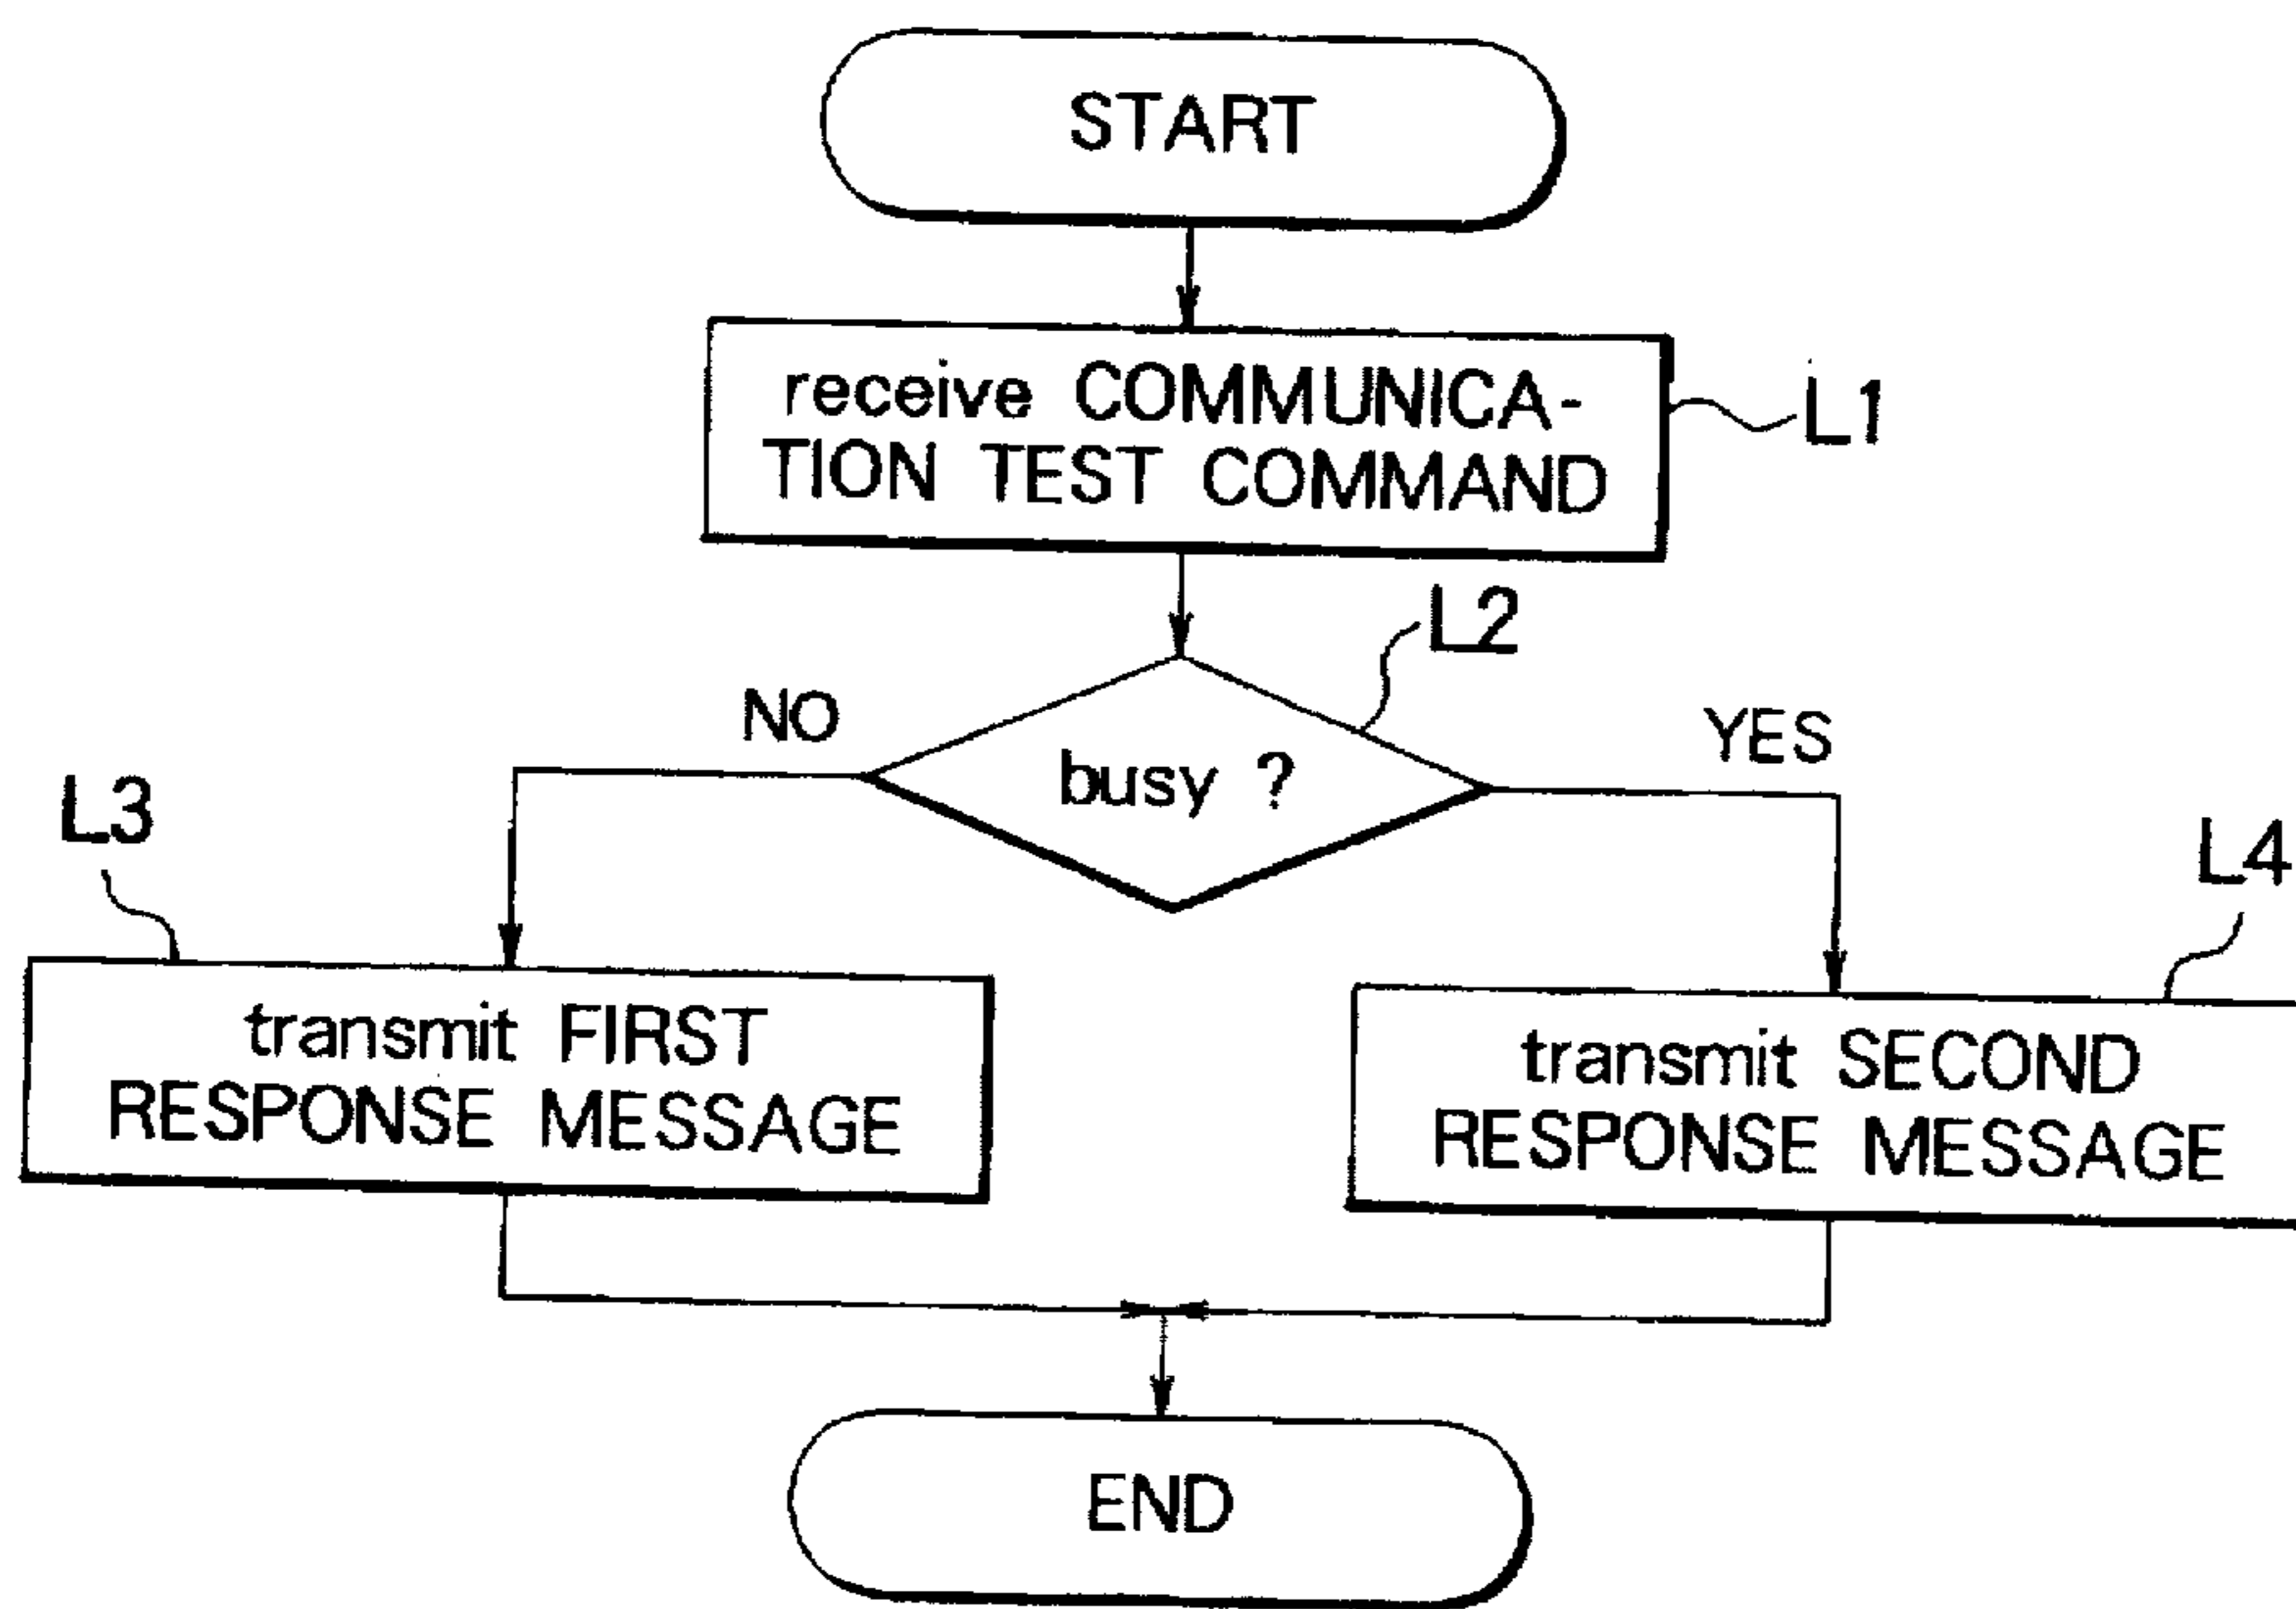 START
receive COMMUNICA-
TION TEST COMMAND
L1
L2
NO
busy ?
YES
L3
L4
transmit FIRST
RESPONSE MESSAGE
transmit SECOND
RESPONSE MESSAGE
END